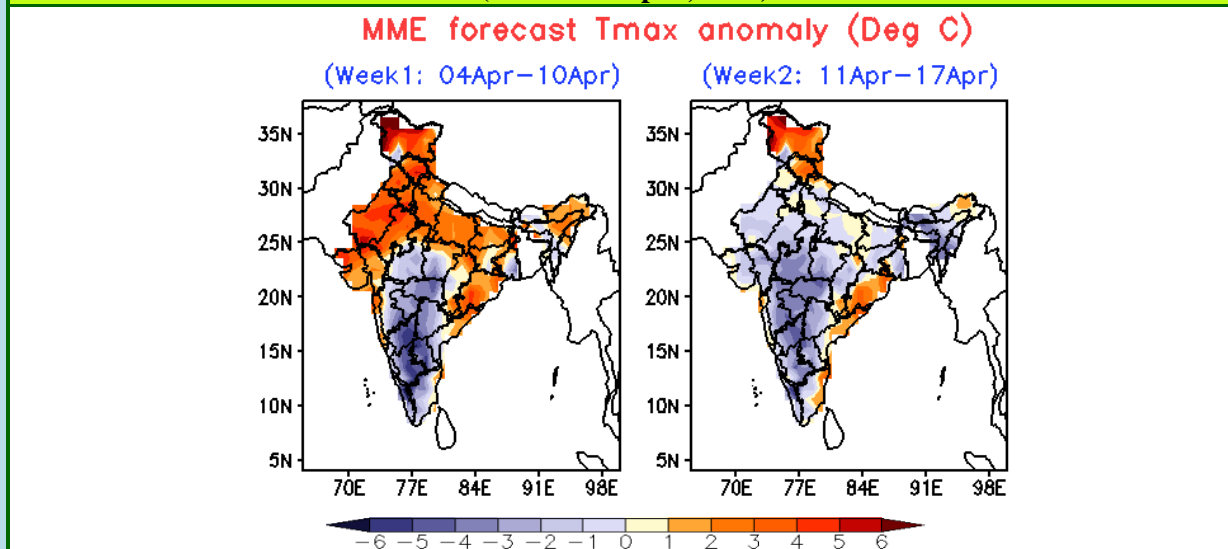 MME forecast Tmax anomaly (Deg C)
(Week1: 04Apr−10Apr) (Week2: 11Apr−17Apr)
35N 35N
30N 30N
25N 25N
20N 20N
15N 15N
10N 10N
5N 5N
70E 77E 84E 91E 98E 70E 77E 84E 91E 98E
−6 −5 −4 −3 −2 −1 0 1 2 3 4 5 6